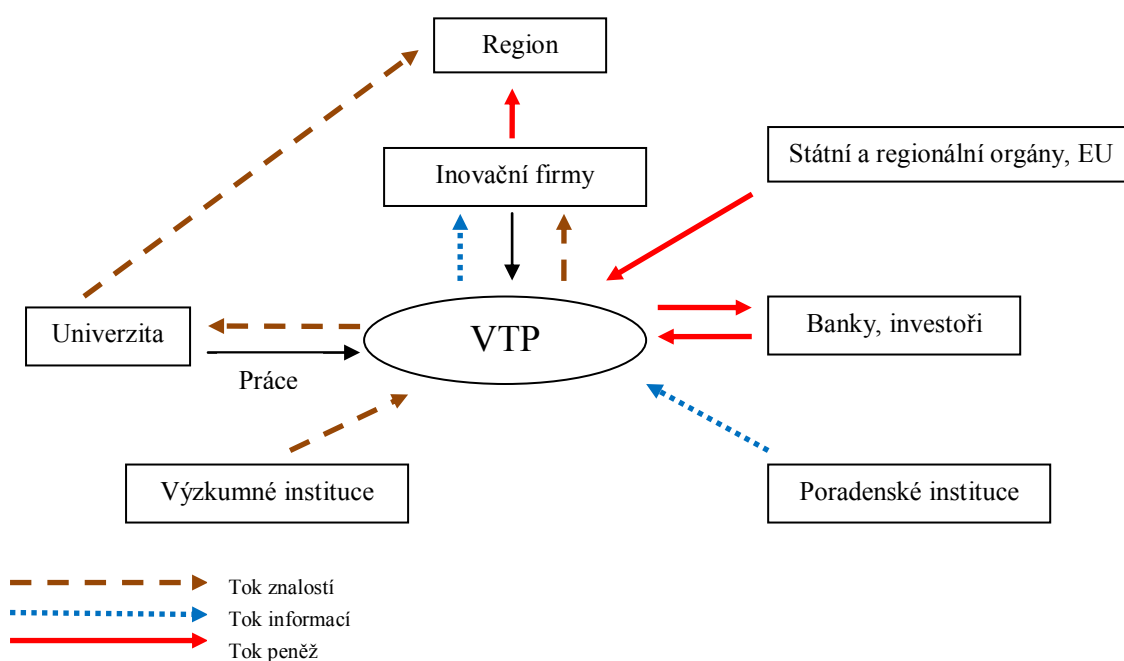 Region
Státní a regionální orgány, EU
Inovační firmy
Univerzita
VTP
Banky, investoři
Práce
Výzkumné instituce
Poradenské instituce
Tok znalostí
Tok informací
Tok peněž